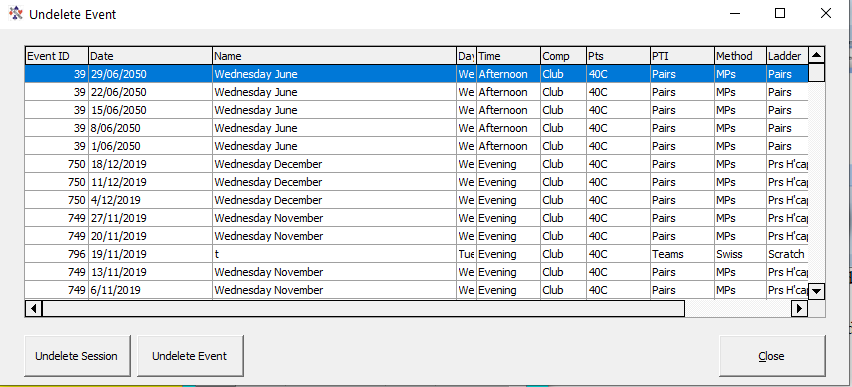 Undelete Event
Event ID Date Name Day Time Comp Pts PTI Method Ladder
39 29/06/2050 Wednesday June We Afternoon Club 40C Pairs MPs Pairs
39 22/06/2050 Wednesday June We Afternoon Club 40C Pairs MPs Pairs
39 15/06/2050 Wednesday June We Afternoon Club 40C Pairs MPs Pairs
39 8/06/2050 Wednesday June We Afternoon Club 40C Pairs MPs Pairs
39 1/06/2050 Wednesday June We Afternoon Club 40C Pairs MPs Pairs
750 18/12/2019 Wednesday December We Evening Club 40C Pairs MPs Prs H'cap
750 11/12/2019 Wednesday December We Evening Club 40C Pairs MPs Prs H'cap
750 4/12/2019 Wednesday December We Evening Club 40C Pairs MPs Prs H'cap
749 27/11/2019 Wednesday November We Evening Club 40C Pairs MPs Prs H'cap
749 20/11/2019 Wednesday November We Evening Club 40C Pairs MPs Prs H'cap
796 19/11/2019 t Tue Evening Club 40C Teams Swiss Scratch
749 13/11/2019 Wednesday November We Evening Club 40C Pairs MPs Prs H'cap
749 6/11/2019 Wednesday November We Evening Club 40C Pairs MPs Prs H'cap
Undelete Session Undelete Event Close